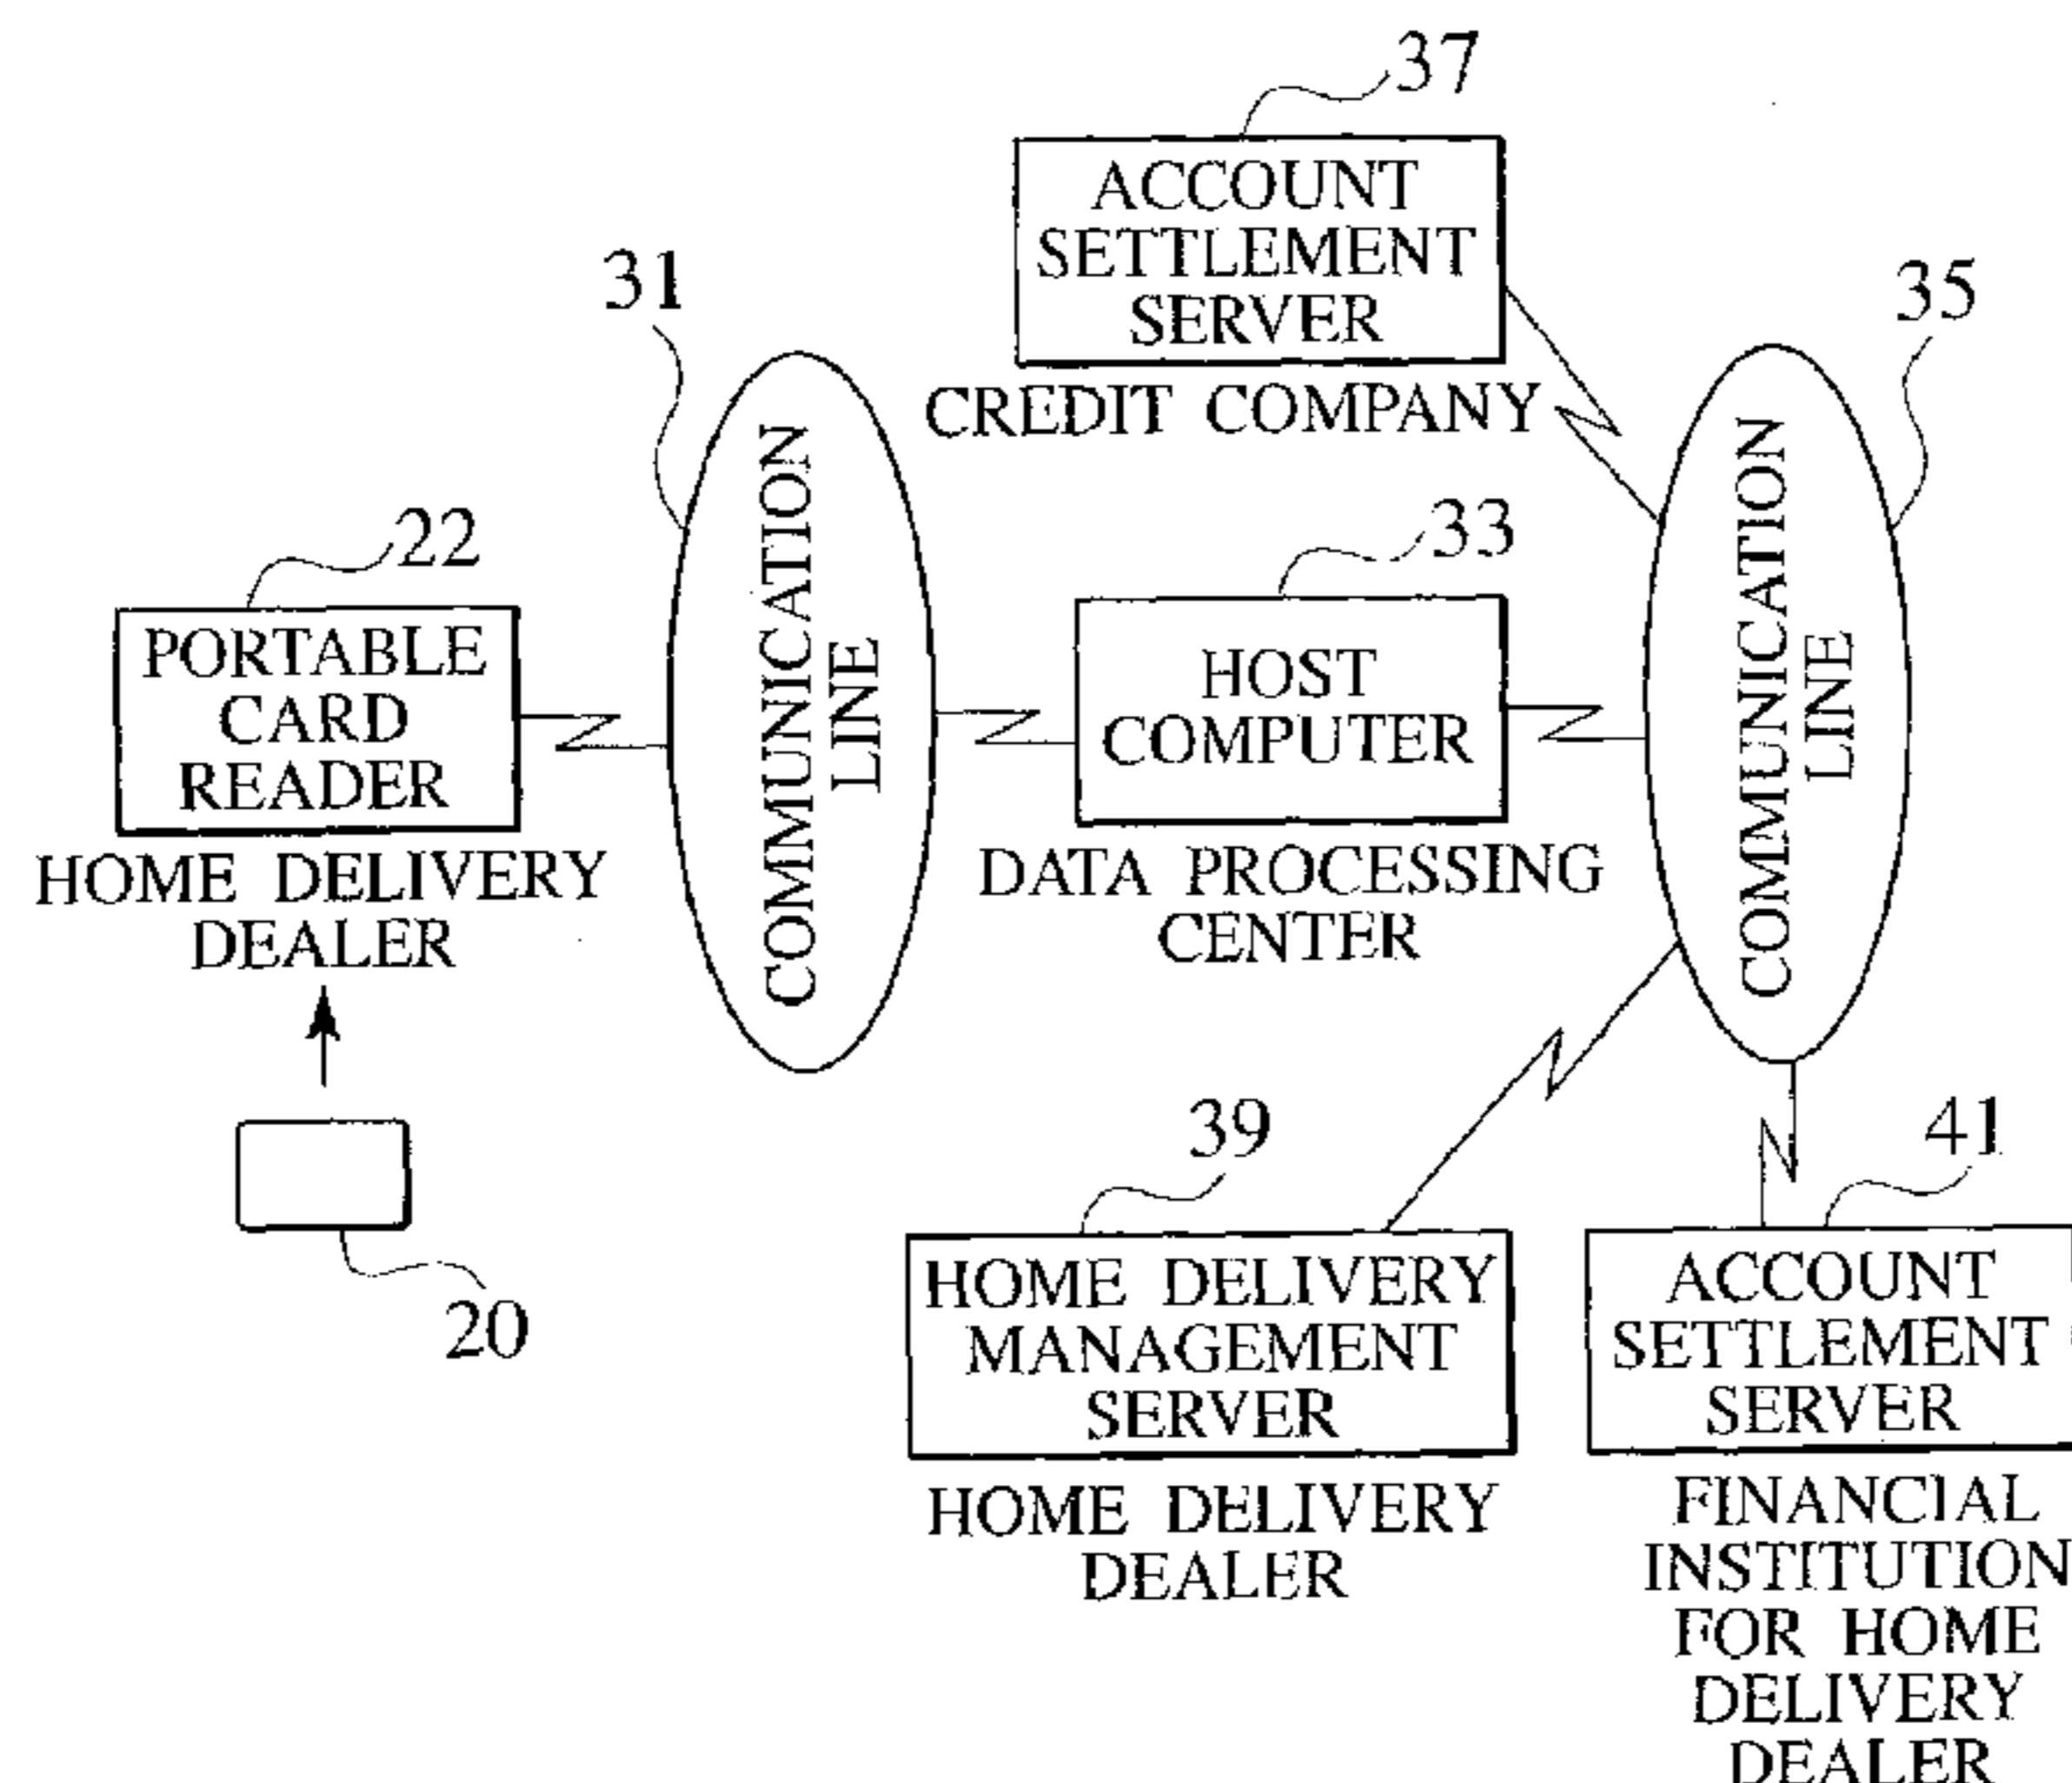 37
ACCOUNT
SETTLEMENT
SERVER
CREDIT COMPANY
31
COMMUNICATION
LINE
35
COMMUNICATION
LINE
22
PORTABLE
CARD
READER
HOME DELIVERY
DEALER
33
HOST
COMPUTER
DATA PROCESSING
CENTER
20
39
HOME DELIVERY
MANAGEMENT
SERVER
HOME DELIVERY
DEALER
41
ACCOUNT
SETTLEMENT
SERVER
FINANCIAL
INSTITUTION
FOR HOME
DELIVERY
DEALER